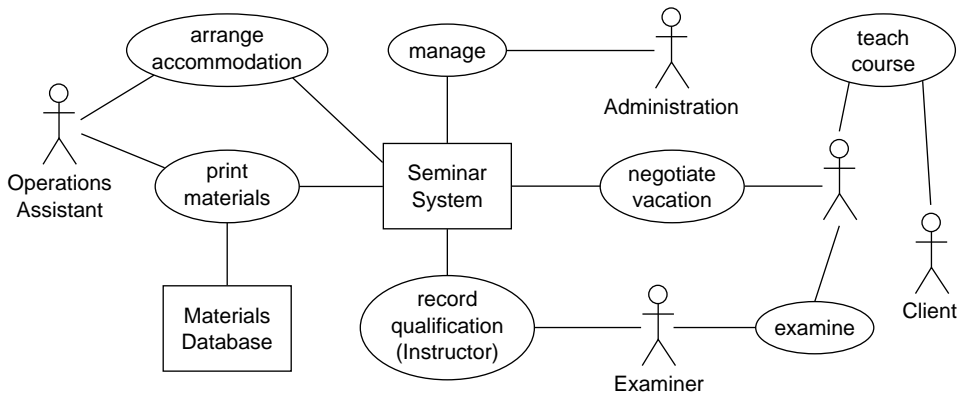 arrange
accommodation
manage
teach
course
Administration
Operations
Assistant
print
materials
Seminar
System
negotiate
vacation
Materials
Database
record
qualification
(Instructor)
examine
Client
Examiner